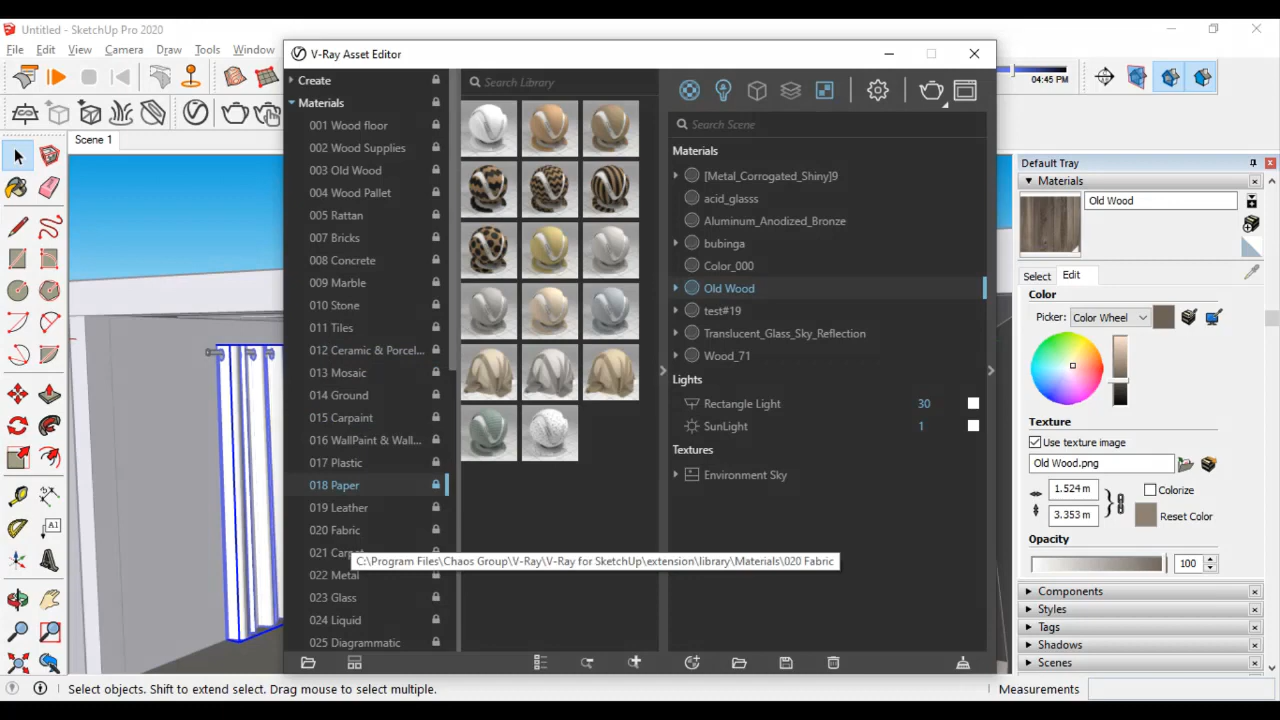 Untitled - SketchUp Pro 2020
File Edit View Camera Draw Tools Window
04:45 PM
Scene 1
V-Ray Asset Editor
Create
Materials
001 Wood floor
002 Wood Supplies
003 Old Wood
004 Wood Pallet
005 Rattan
007 Bricks
008 Concrete
009 Marble
010 Stone
011 Tiles
012 Ceramic & Porcel...
013 Mosaic
014 Ground
015 Carpaint
016 WallPaint & Wall...
017 Plastic
018 Paper
019 Leather
020 Fabric
C:\Program Files\Chaos Group\V-Ray\V-Ray for SketchUp\extension\library\Materials\020 Fabric
022 Metal
023 Glass
024 Liquid
025 Diagrammatic
Search Library
Search Scene
Materials
[Metal_Corrogated_Shiny]9
acid_glasss
Aluminum_Anodized_Bronze
bubinga
Color_000
Old Wood
test#19
Translucent_Glass_Sky_Reflection
Wood_71
Lights
Rectangle Light 30
SunLight 1
Textures
Environment Sky
Default Tray
Materials
Old Wood
Select Edit
Color
Picker: Color Wheel
Texture
Use texture image
Old Wood.png
1.524 m
Colorize
3.353 m
Reset Color
Opacity
100
Components
Styles
Tags
Shadows
Scenes
Select objects. Shift to extend select. Drag mouse to select multiple.
Measurements